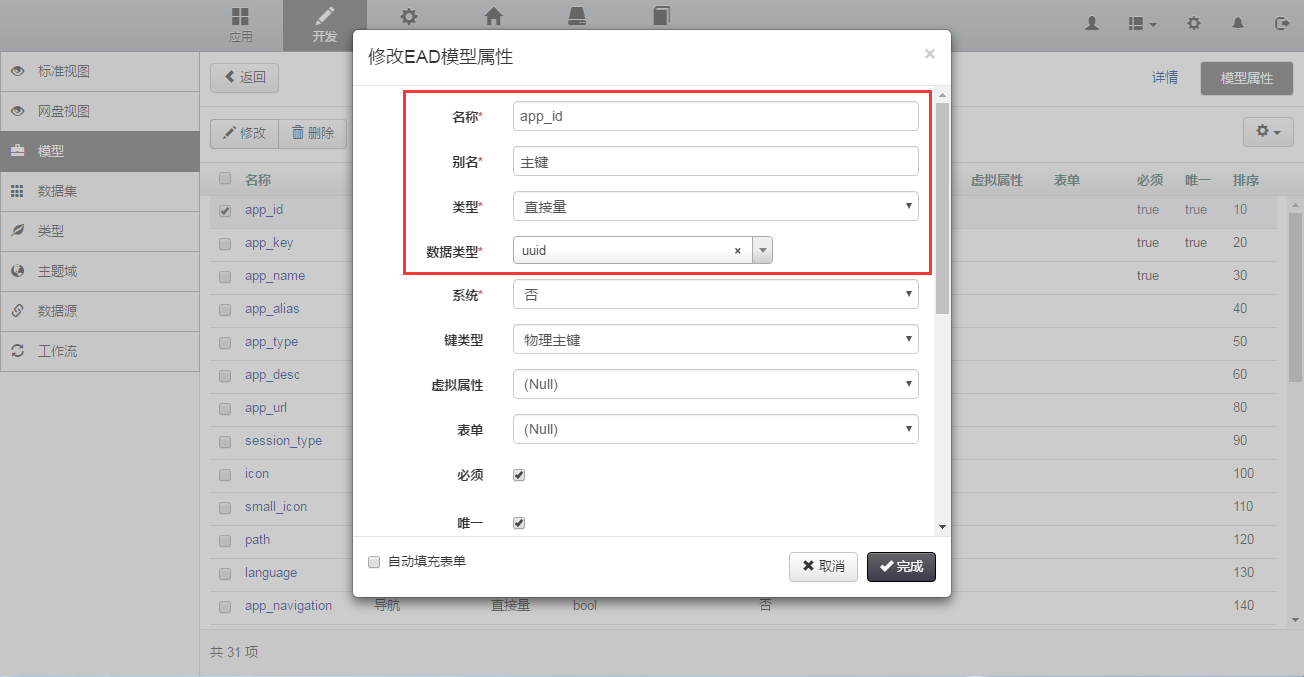 应用
开发
修改EAD模型属性
×
标准视图
网盘视图
模型
数据集
类型
主题域
数据源
工作流
返回
详情
模型属性
修改
删除
名称
虚拟属性
表单
必须
唯一
排序
app_id
true
true
10
app_key
true
true
20
app_name
true
30
app_alias
40
app_type
50
app_desc
60
app_url
80
session_type
90
icon
100
small_icon
110
path
120
language
130
app_navigation
导航
直接量
bool
否
140
共 31 项
名称*
app_id
别名*
主键
类型*
直接量
数据类型*
uuid
×
系统*
否
键类型
物理主键
虚拟属性
(Null)
表单
(Null)
必须
唯一
自动填充表单
取消
完成